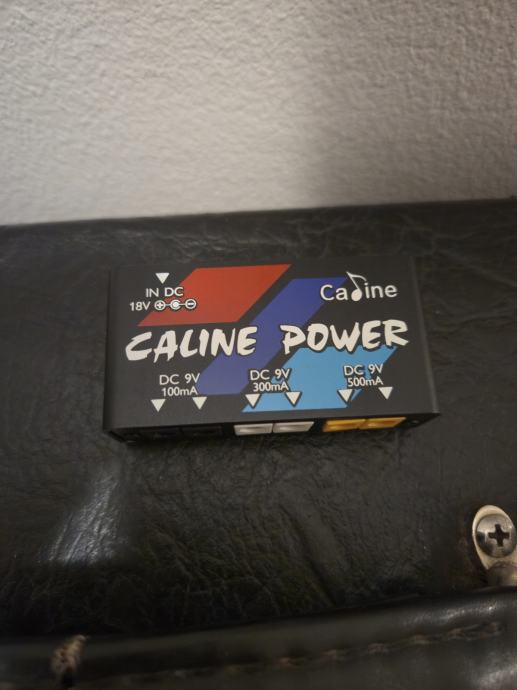 IN DC
18V
Caline
CALINE POWER
DC 9V
100mA
DC 9V
300mA
DC 9V
500mA